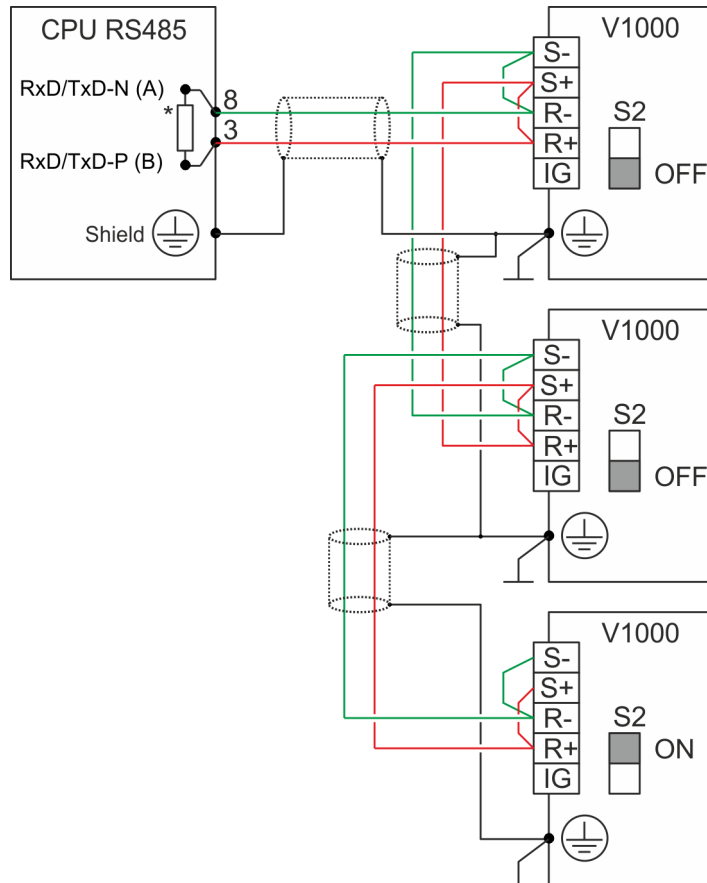 CPU RS485
RxD/TxD-N (A)
8
*
3
RxD/TxD-P (B)
Shield
V1000
S-
S+
R-
R+
IG
S2
OFF
V1000
S-
S+
R-
R+
IG
S2
OFF
V1000
S-
S+
R-
R+
IG
S2
ON